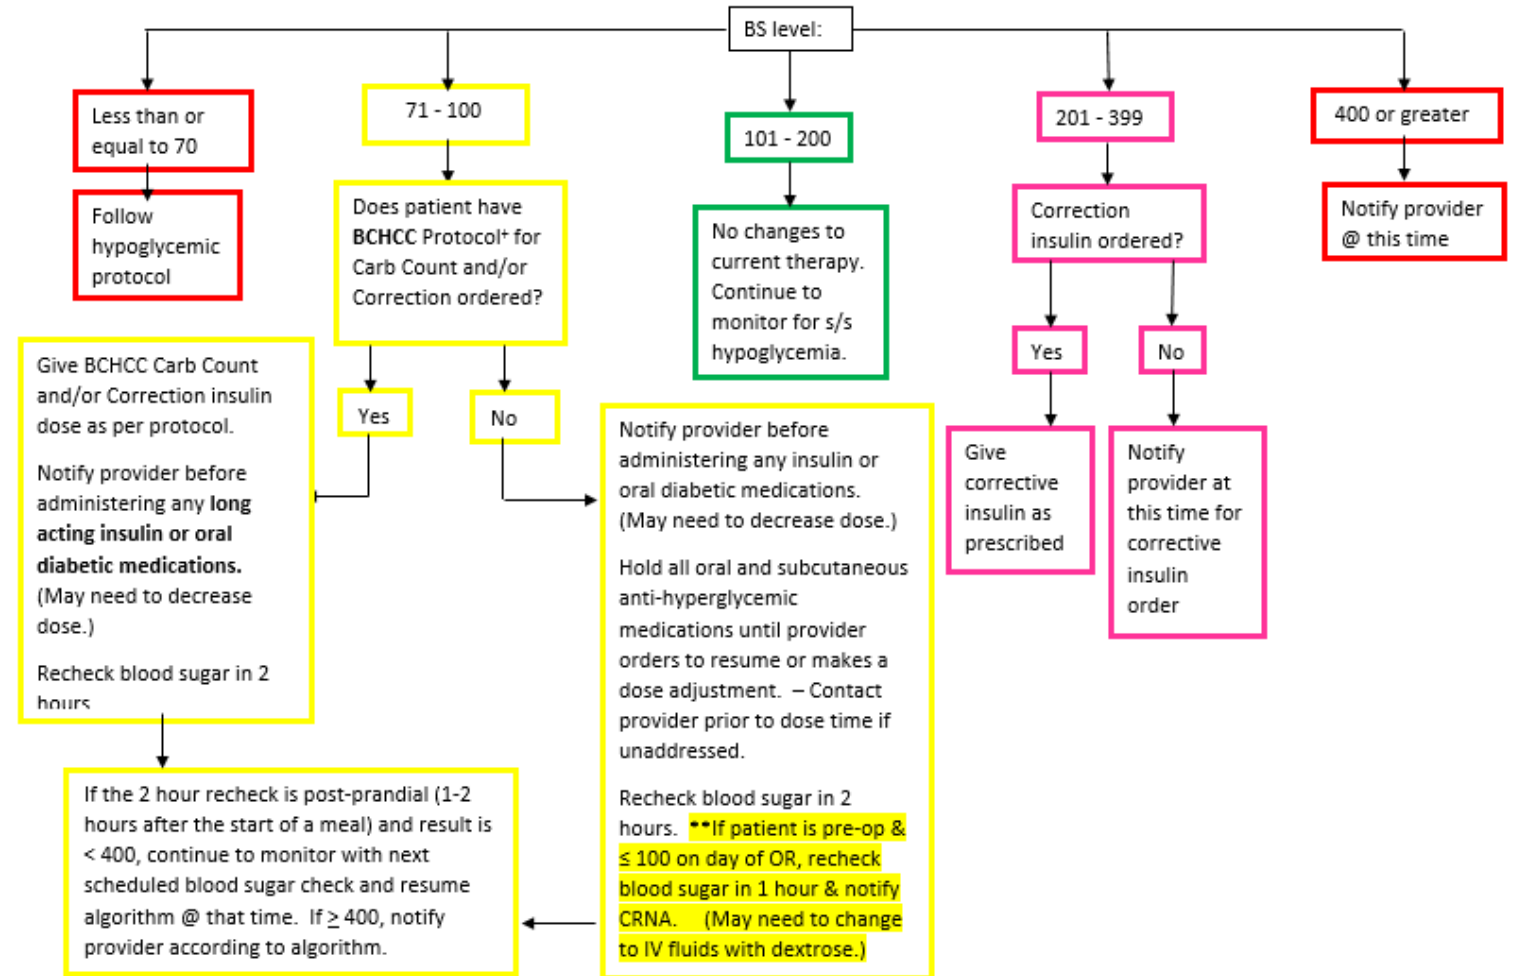 BS level:
Less than or
equal to 70
71 - 100
101 - 200
201 - 399
400 or greater
Follow
hypoglycemic
protocol
Does patient have
BCHCC Protocol⁺ for
Carb Count and/or
Correction ordered?
No changes to
current therapy.
Continue to
monitor for s/s
hypoglycemia.
Correction
insulin ordered?
Notify provider
@ this time
Yes
No
Yes
No
Give BCHCC Carb Count
and/or Correction insulin
dose as per protocol.
Notify provider before
administering any long
acting insulin or oral
diabetic medications.
(May need to decrease
dose.)
Recheck blood sugar in 2
hours
Notify provider before
administering any insulin or
oral diabetic medications.
(May need to decrease dose.)
Hold all oral and subcutaneous
anti-hyperglycemic
medications until provider
orders to resume or makes a
dose adjustment. – Contact
provider prior to dose time if
unaddressed.
Recheck blood sugar in 2
hours. **If patient is pre-op &
≤ 100 on day of OR, recheck
blood sugar in 1 hour & notify
CRNA. (May need to change
to IV fluids with dextrose.)
Give
corrective
insulin as
prescribed
Notify
provider at
this time for
corrective
insulin
order
If the 2 hour recheck is post-prandial (1-2
hours after the start of a meal) and result is
< 400, continue to monitor with next
scheduled blood sugar check and resume
algorithm @ that time. If ≥ 400, notify
provider according to algorithm.